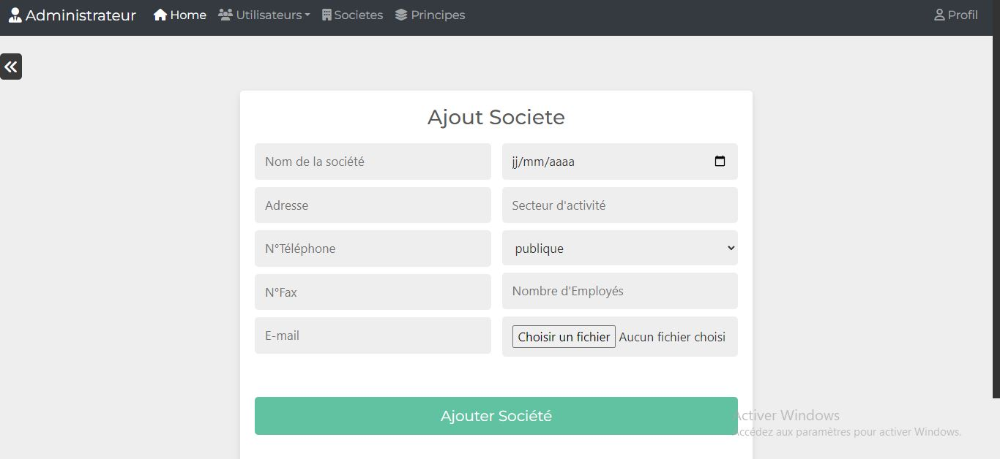 Administrateur Home Utilisateurs Societes Principes Profil
Ajout Societe
Nom de la société jj/mm/aaaa
Adresse Secteur d'activité
N°Téléphone publique
N°Fax Nombre d'Employés
E-mail Choisir un fichier Aucun fichier choisi
Ajouter Société
Activer Windows
Accédez aux paramètres pour activer Windows.